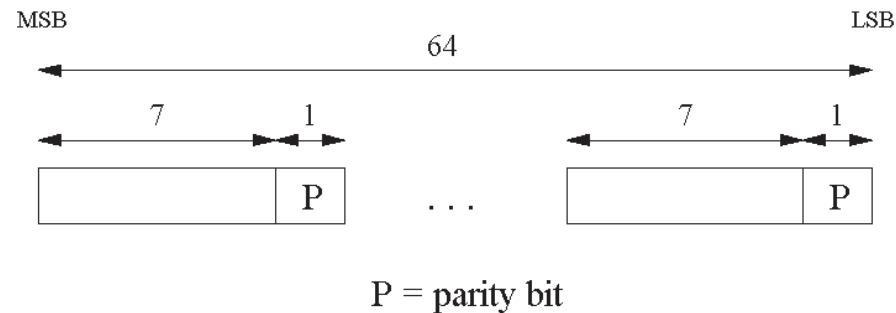 MSB LSB
64
7 1 7 1
P . . . P
P = parity bit